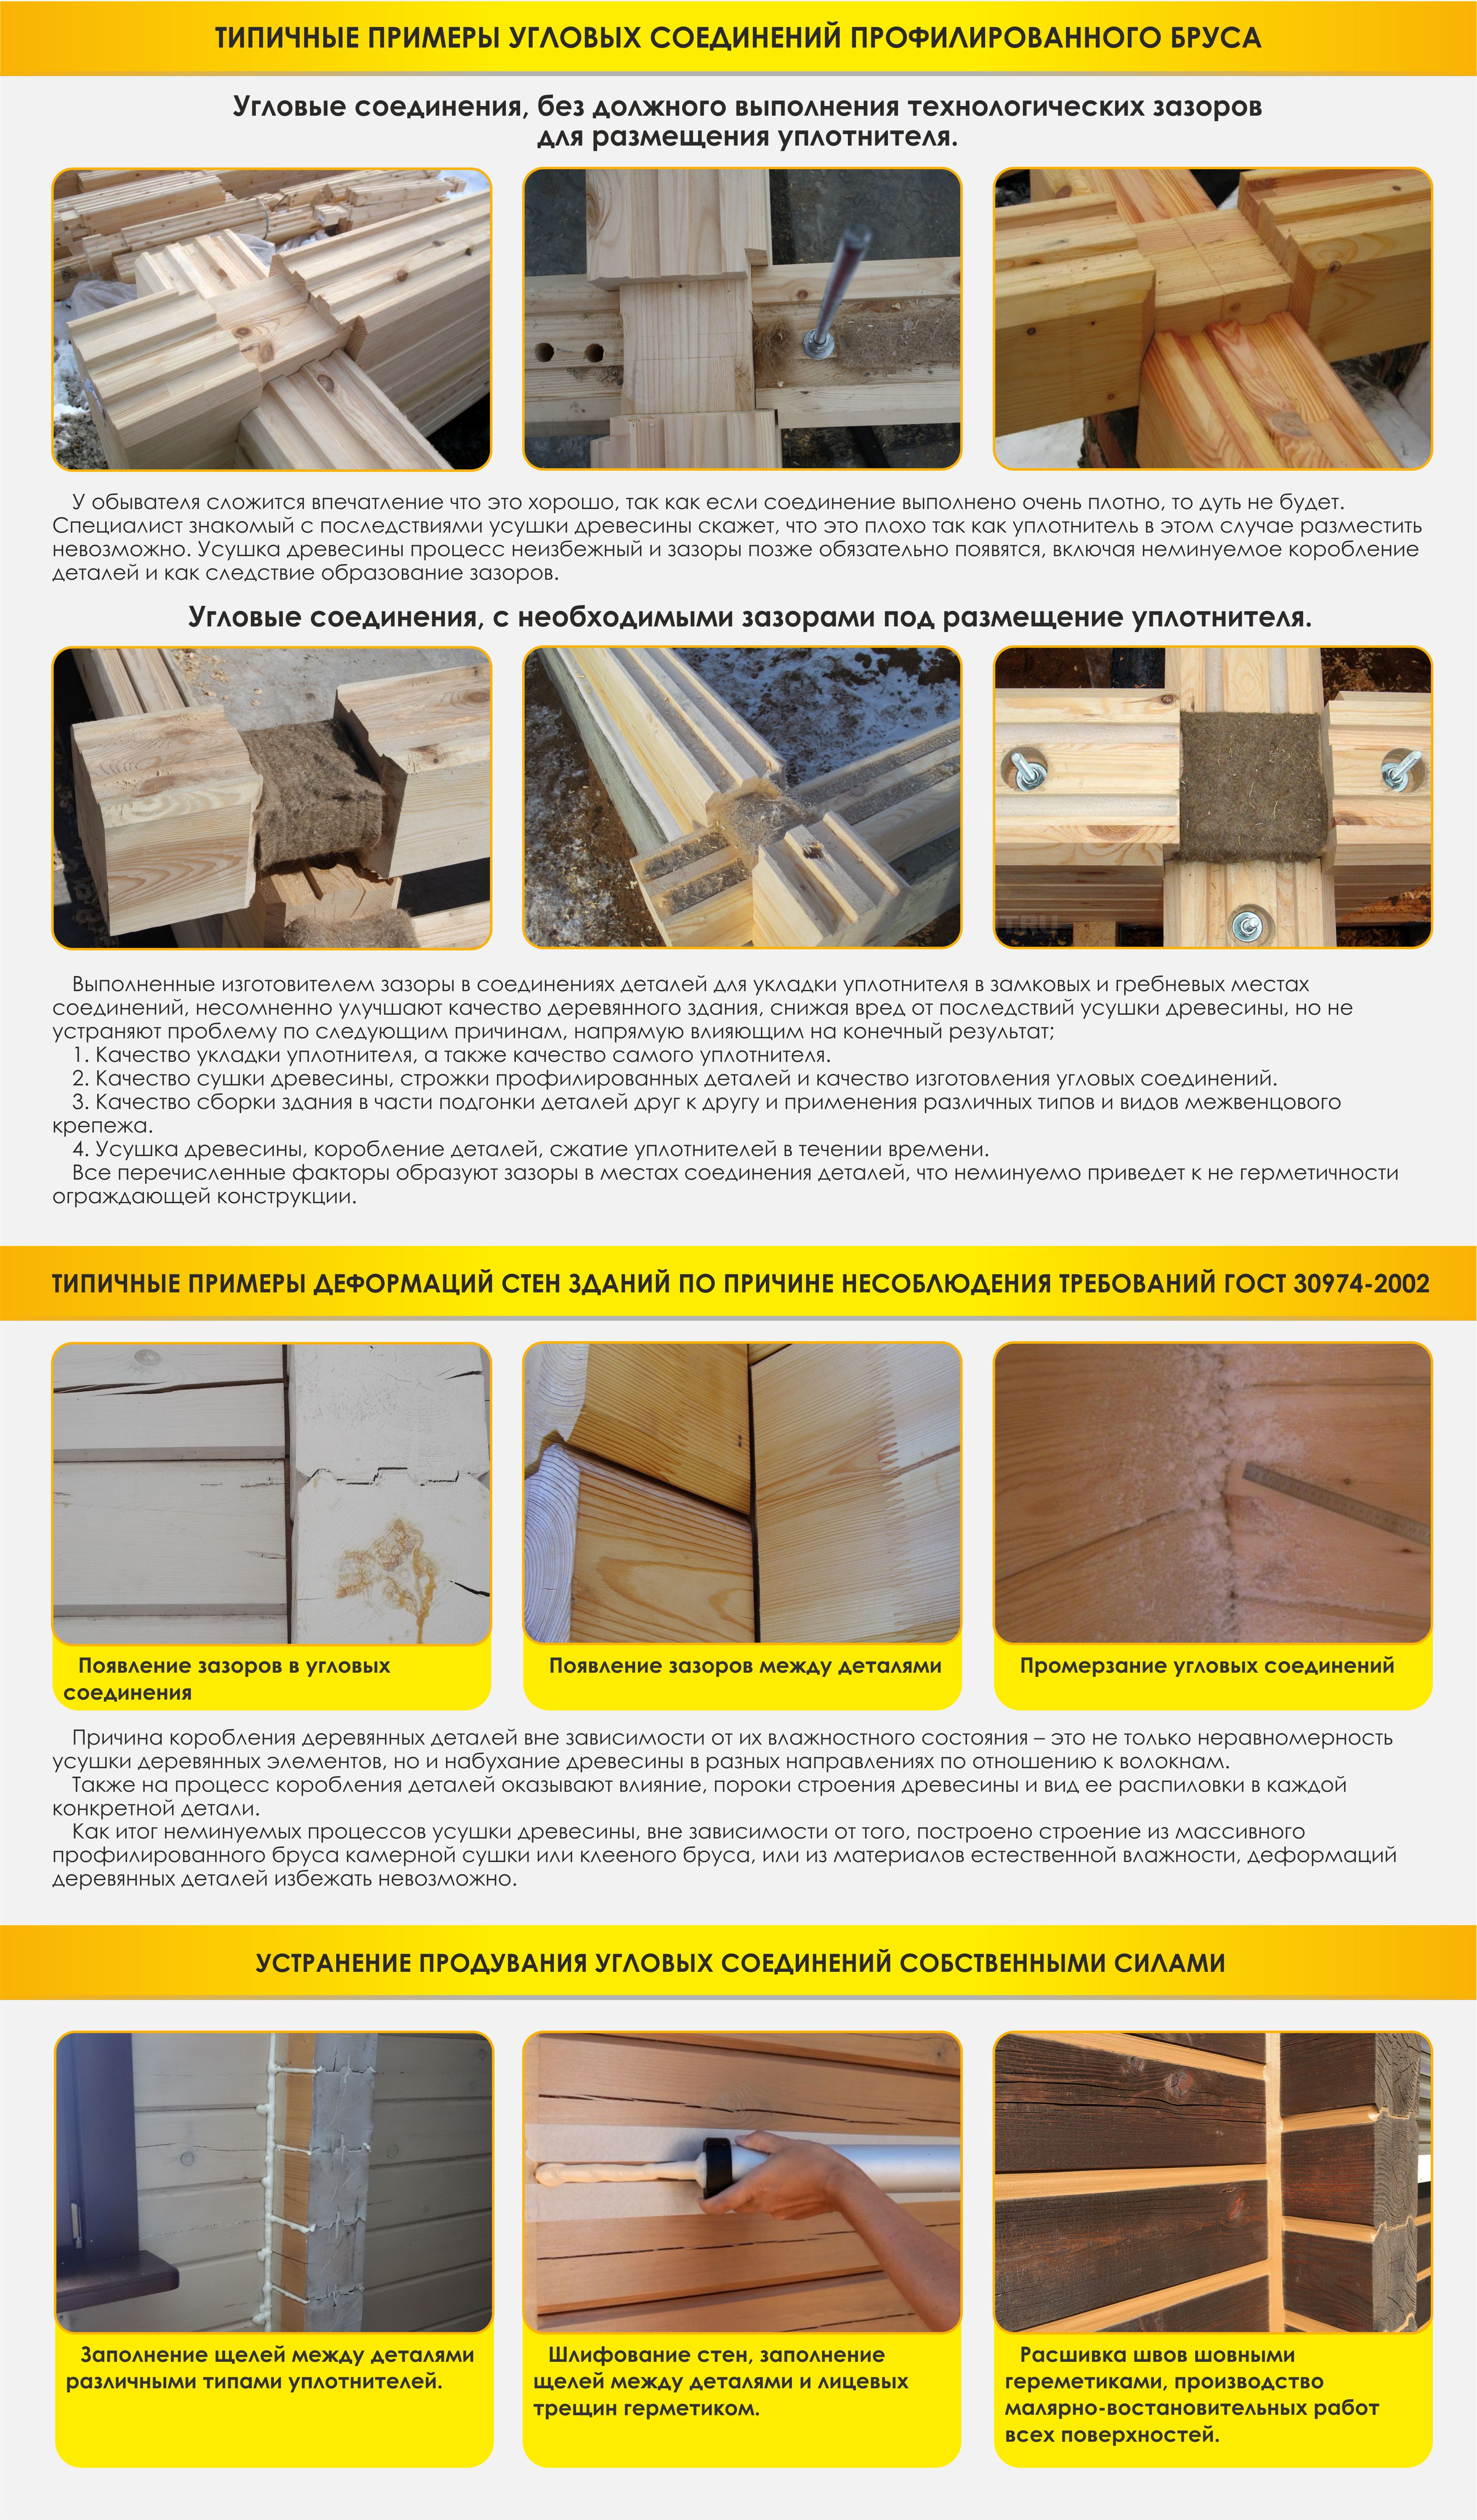 ТИПИЧНЫЕ ПРИМЕРЫ УГЛОВЫХ СОЕДИНЕНИЙ ПРОФИЛИРОВАННОГО БРУСА
Угловые соединения, без должного выполнения технологических зазоров
для размещения уплотнителя.
У обывателя сложится впечатление что это хорошо, так как если соединение выполнено очень плотно, то дуть не будет.
Специалист знакомый с последствиями усушки древесины скажет, что это плохо так как уплотнитель в этом случае разместить
невозможно. Усушка древесины процесс неизбежный и зазоры позже обязательно появятся, включая неминуемое коробление
деталей и как следствие образование зазоров.
Угловые соединения, с необходимыми зазорами под размещение уплотнителя.
TRU
Выполненные изготовителем зазоры в соединениях деталей для укладки уплотнителя в замковых и гребневых местах
соединений, несомненно улучшают качество деревянного здания, снижая вред от последствий усушки древесины, но не
устраняют проблему по следующим причинам, напрямую влияющим на конечный результат;
1. Качество укладки уплотнителя, а также качество самого уплотнителя.
2. Качество сушки древесины, строжки профилированных деталей и качество изготовления угловых соединений.
3. Качество сборки здания в части подгонки деталей друг к другу и применения различных типов и видов межвенцового
крепежа.
4. Усушка древесины, коробление деталей, сжатие уплотнителей в течении времени.
Все перечисленные факторы образуют зазоры в местах соединения деталей, что неминуемо приведет к не герметичности
ограждающей конструкции.
ТИПИЧНЫЕ ПРИМЕРЫ ДЕФОРМАЦИЙ СТЕН ЗДАНИЙ ПО ПРИЧИНЕ НЕСОБЛЮДЕНИЯ ТРЕБОВАНИЙ ГОСТ 30974-2002
Появление зазоров в угловых
соединения
Появление зазоров между деталями
Промерзание угловых соединений
Причина коробления деревянных деталей вне зависимости от их влажностного состояния – это не только неравномерность
усушки деревянных элементов, но и набухание древесины в разных направлениях по отношению к волокнам.
Также на процесс коробления деталей оказывают влияние, пороки строения древесины и вид ее распиловки в каждой
конкретной детали.
Как итог неминуемых процессов усушки древесины, вне зависимости от того, построено строение из массивного
профилированного бруса камерной сушки или клееного бруса, или из материалов естественной влажности, деформаций
деревянных деталей избежать невозможно.
УСТРАНЕНИЕ ПРОДУВАНИЯ УГЛОВЫХ СОЕДИНЕНИЙ СОБСТВЕННЫМИ СИЛАМИ
Заполнение щелей между деталями
различными типами уплотнителей.
Шлифование стен, заполнение
щелей между деталями и лицевых
трещин герметиком.
Расшивка швов шовными
гереметиками, производство
малярно-востановительных работ
всех поверхностей.